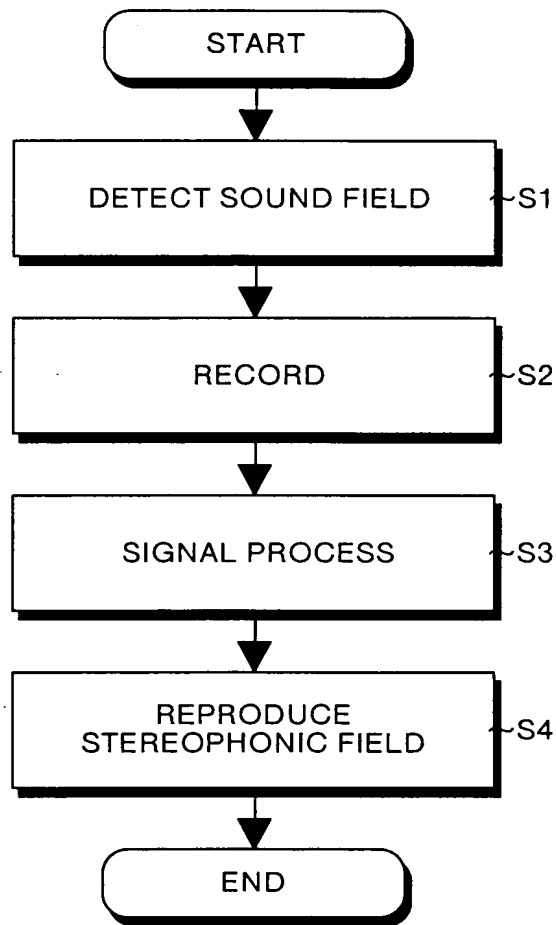 START
DETECT SOUND FIELD
S1
RECORD
S2
SIGNAL PROCESS
S3
REPRODUCE
STEREOPHONIC FIELD
S4
END